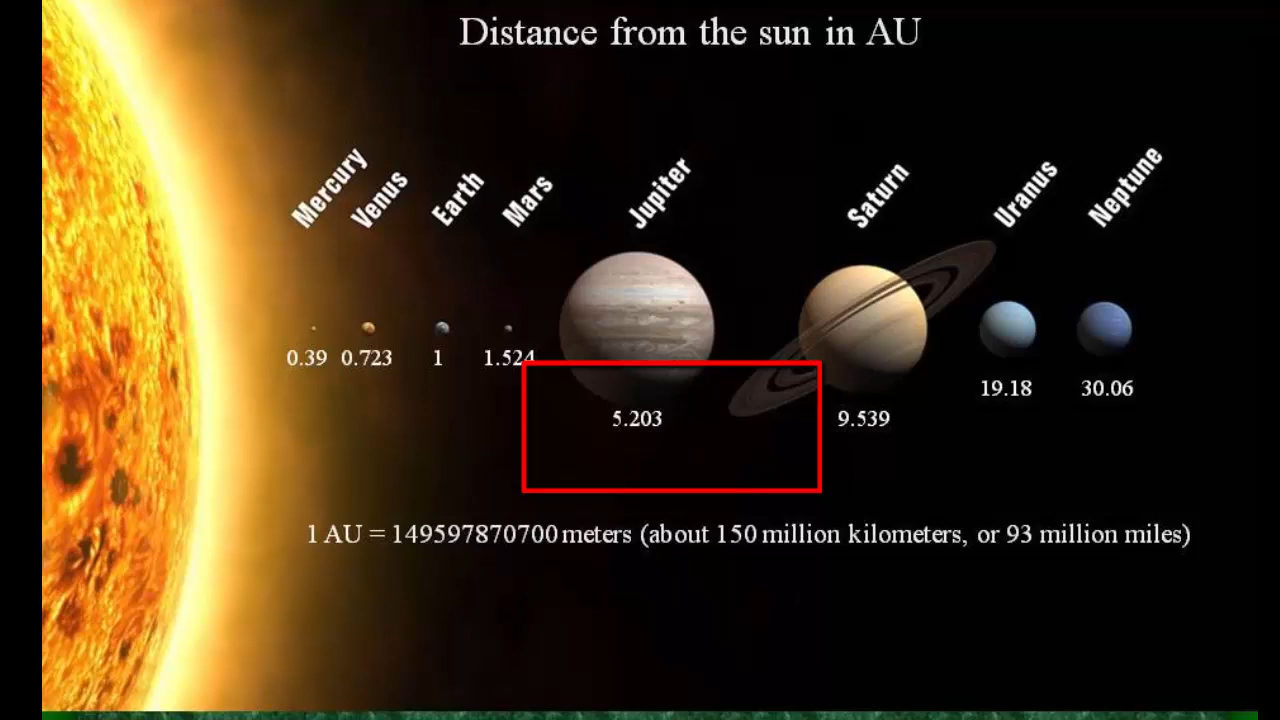 Distance from the sun in AU
Mercury Venus Earth Mars Jupiter Saturn Uranus Neptune
0.39 0.723 1 1.524
19.18 30.06
5.203 9.539
1 AU = 149597870700 meters (about 150 million kilometers, or 93 million miles)